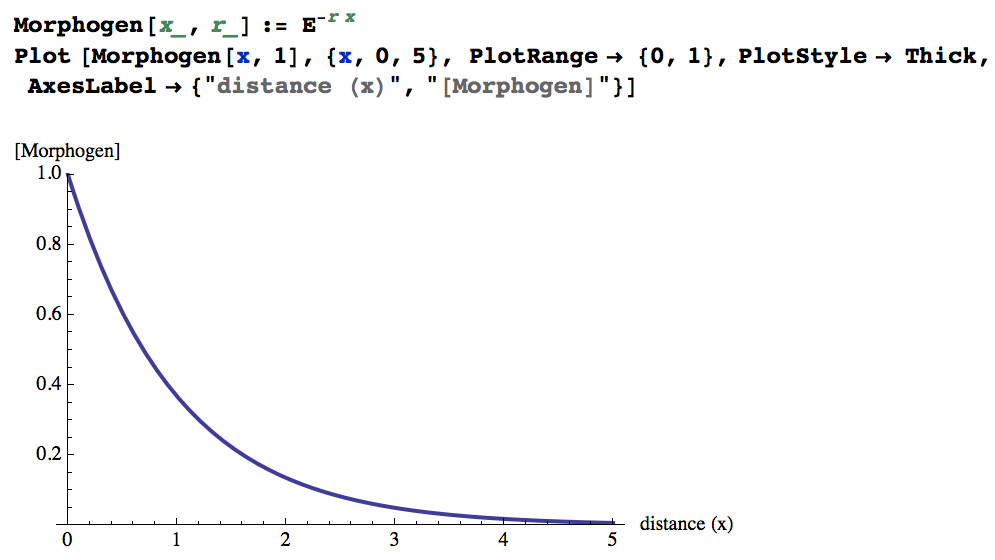 Morphogen[x_, r_] := E^-r x
Plot [Morphogen[x, 1], {x, 0, 5}, PlotRange → {0, 1}, PlotStyle → Thick,
AxesLabel → {"distance (x)", "[Morphogen]"}]
[Morphogen]
1.0
0.8
0.6
0.4
0.2
0 1 2 3 4 5 distance (x)